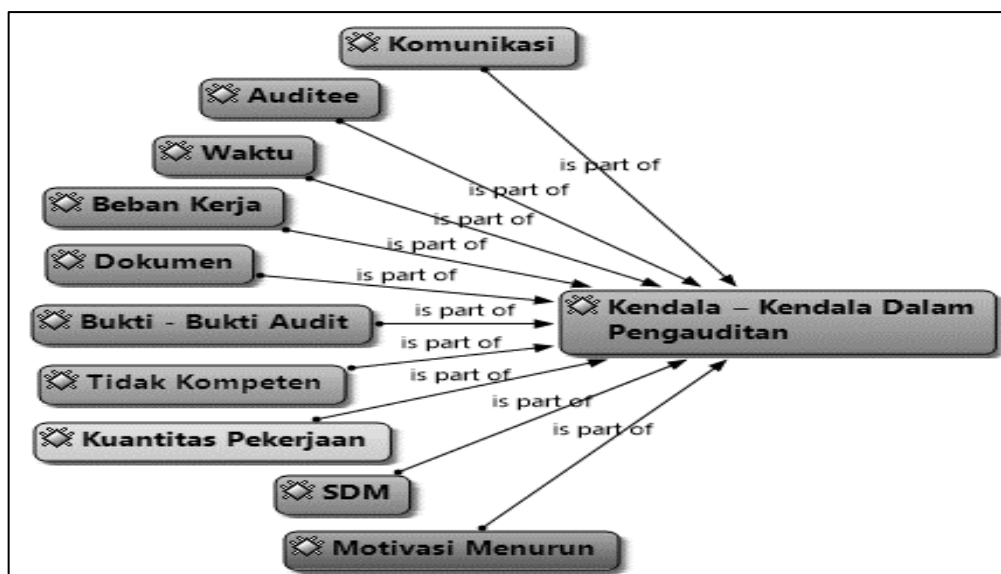 Komunikasi
Auditee
is part of
Waktu
is part of
is part of
Beban Kerja
is part of
Dokumen
is part of
Bukti - Bukti Audit
is part of
Kendala – Kendala Dalam
Pengauditan
is part of
Tidak Kompeten
is part of
Kuantitas Pekerjaan
is part of
is part of
SDM
Motivasi Menurun